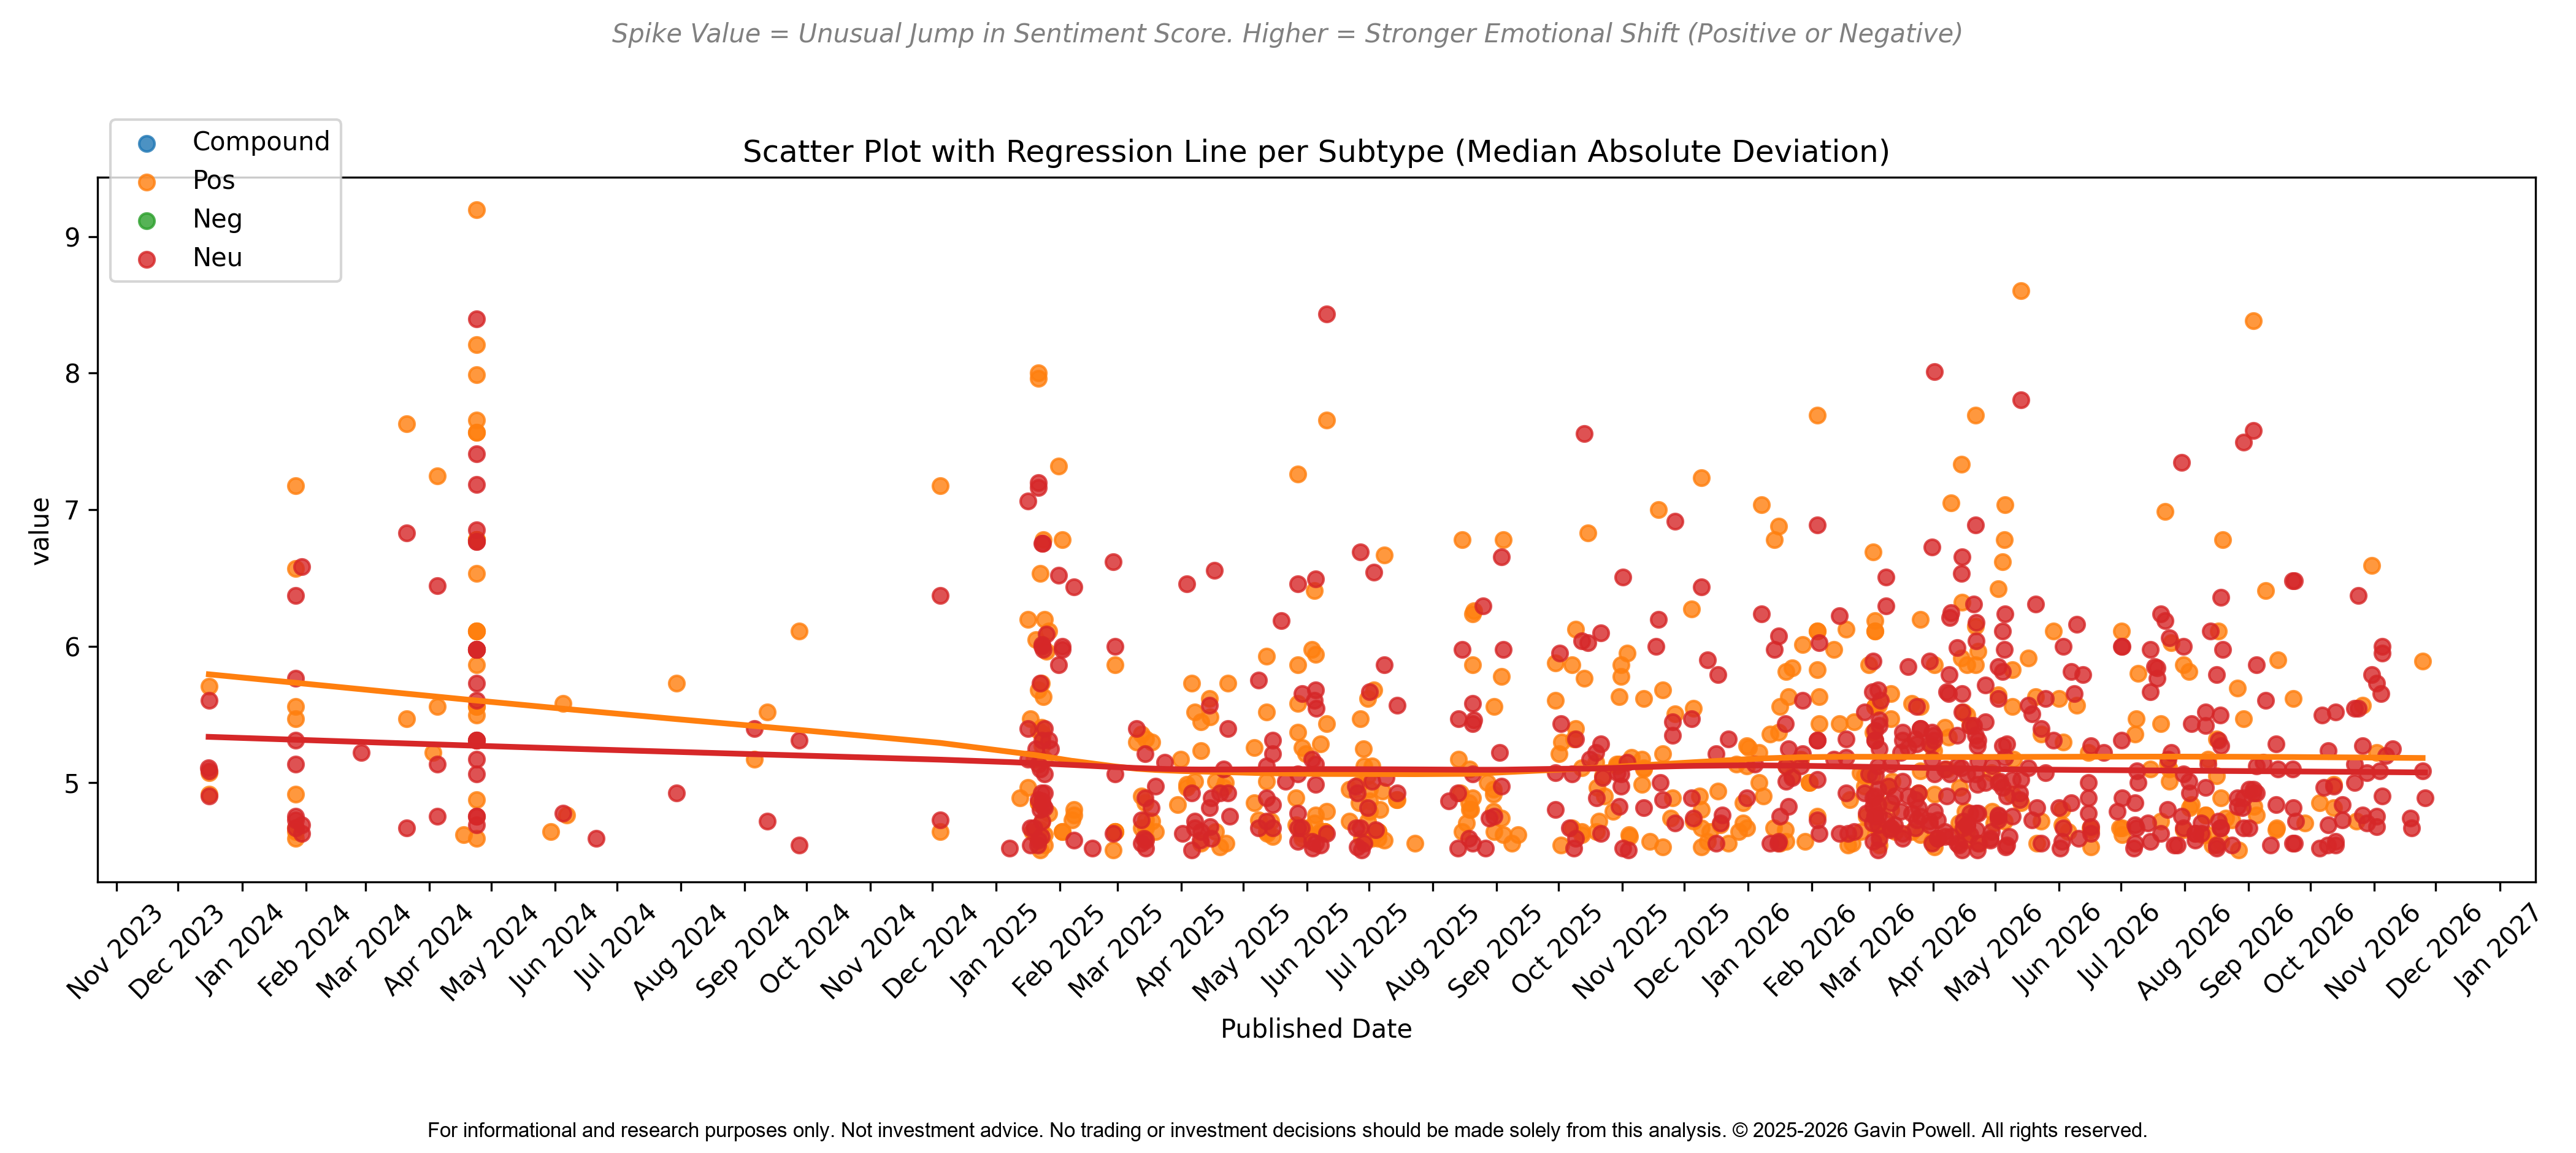 Spike Value = Unusual Jump in Sentiment Score. Higher = Stronger Emotional Shift (Positive or Negative)
Scatter Plot with Regression Line per Subtype (Median Absolute Deviation)
Compound
Pos
Neg
Neu
value
9
8
7
6
5
Nov 2023
Dec 2023
Jan 2024
Feb 2024
Mar 2024
Apr 2024
May 2024
Jun 2024
Jul 2024
Aug 2024
Sep 2024
Oct 2024
Nov 2024
Dec 2024
Jan 2025
Feb 2025
Mar 2025
Apr 2025
May 2025
Jun 2025
Jul 2025
Aug 2025
Sep 2025
Oct 2025
Nov 2025
Dec 2025
Jan 2026
Feb 2026
Mar 2026
Apr 2026
May 2026
Jun 2026
Jul 2026
Aug 2026
Sep 2026
Oct 2026
Nov 2026
Dec 2026
Jan 2027
Published Date
For informational and research purposes only. Not investment advice. No trading or investment decisions should be made solely from this analysis. © 2025-2026 Gavin Powell. All rights reserved.